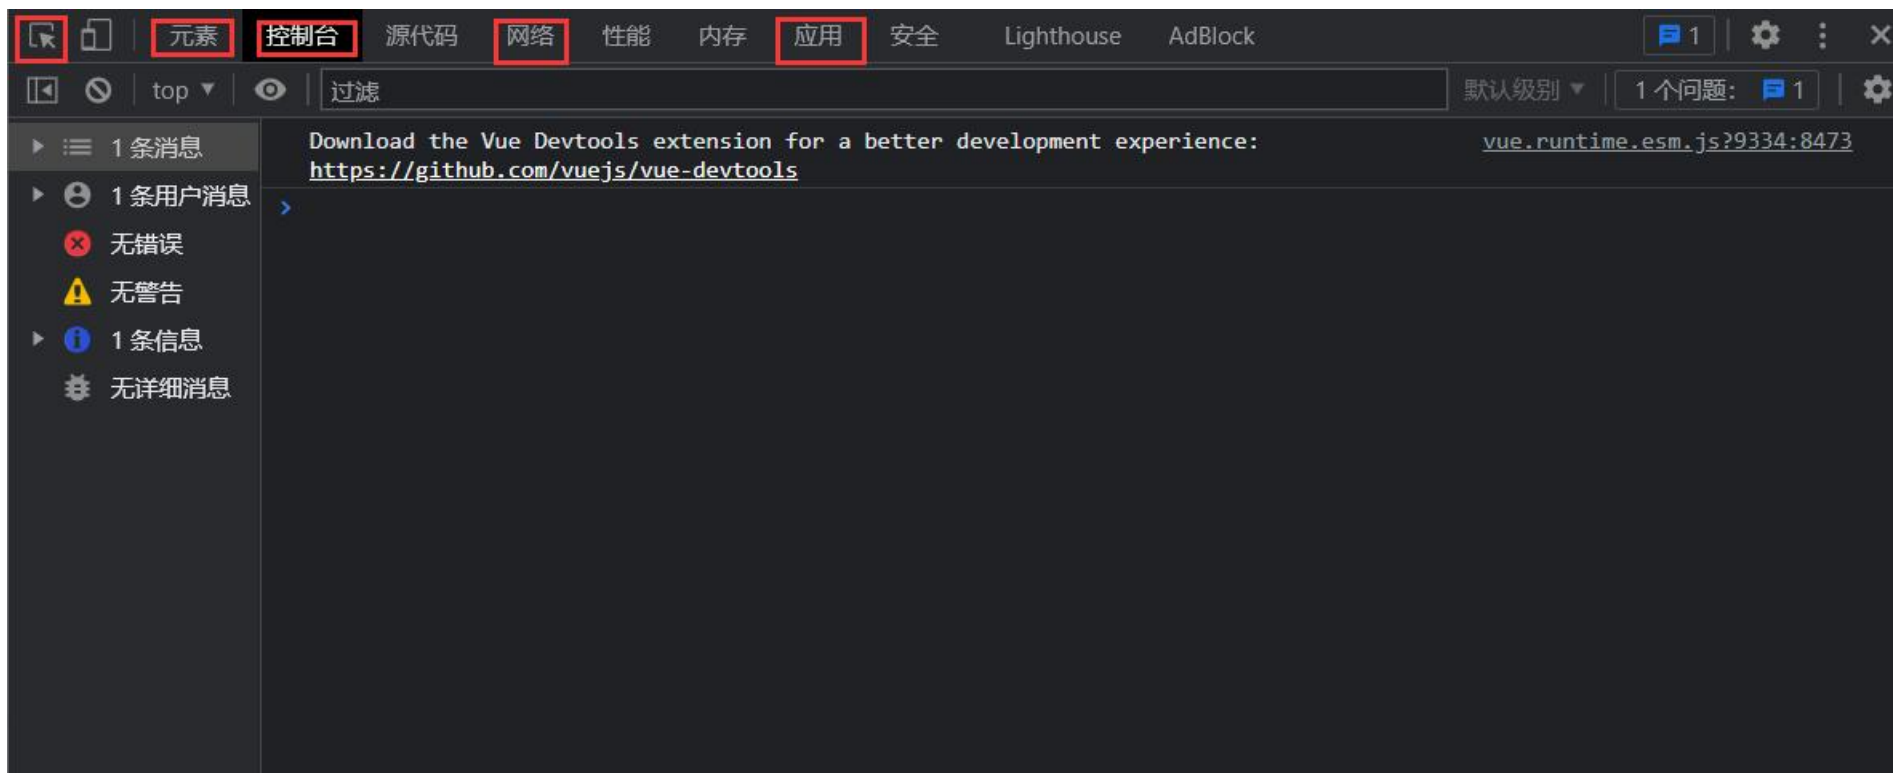 元素 控制台 源代码 网络 性能 内存 应用 安全 Lighthouse AdBlock 1
top 过滤 默认级别 1 个问题: 1
1 条消息
Download the Vue Devtools extension for a better development experience: vue.runtime.esm.js?9334:8473
https://github.com/vuejs/vue-devtools
1 条用户消息
>
无错误
无警告
1 条信息
无详细消息